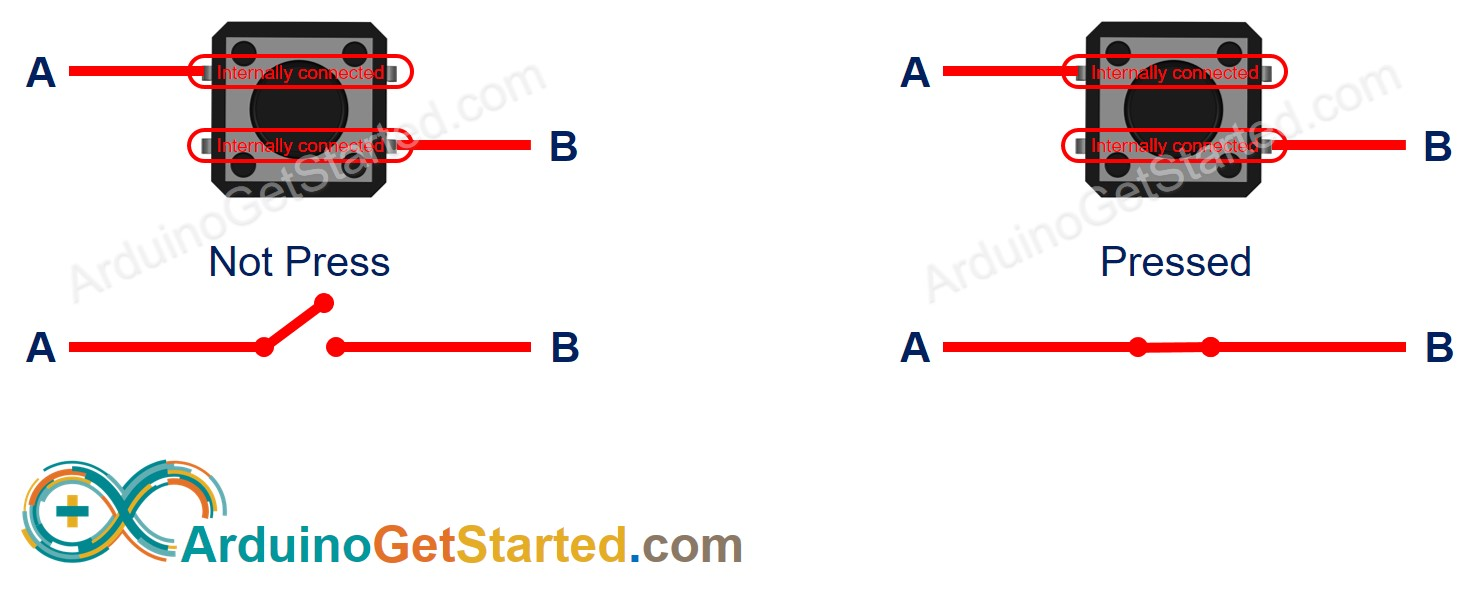 A
Internally connected
Internally connected
B
ArduinoGetStarted.com
Not Press
A
B
A
Internally connected
Internally connected
B
ArduinoGetStarted.com
Pressed
A
B
ArduinoGetStarted.com